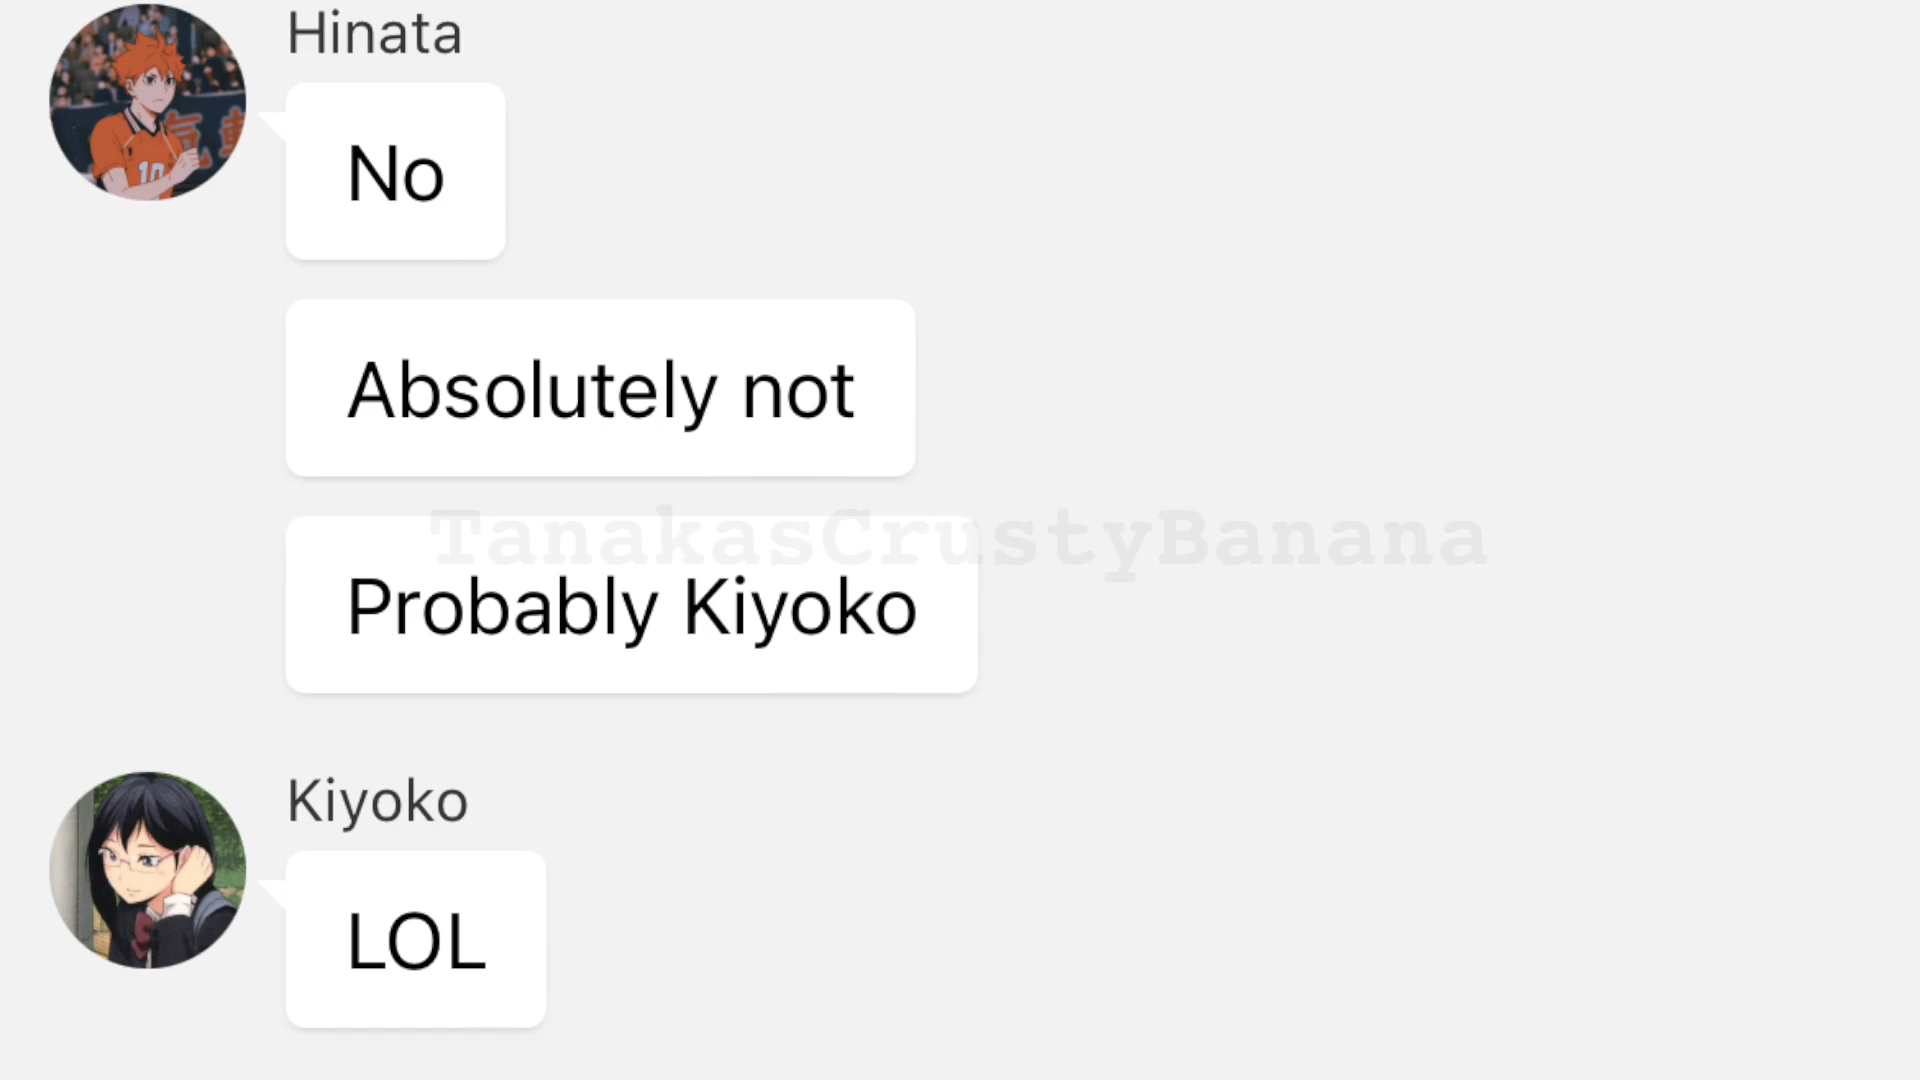 Hinata
No
Absolutely not
TanakasCrustyBanana
Probably Kiyoko
Kiyoko
LOL